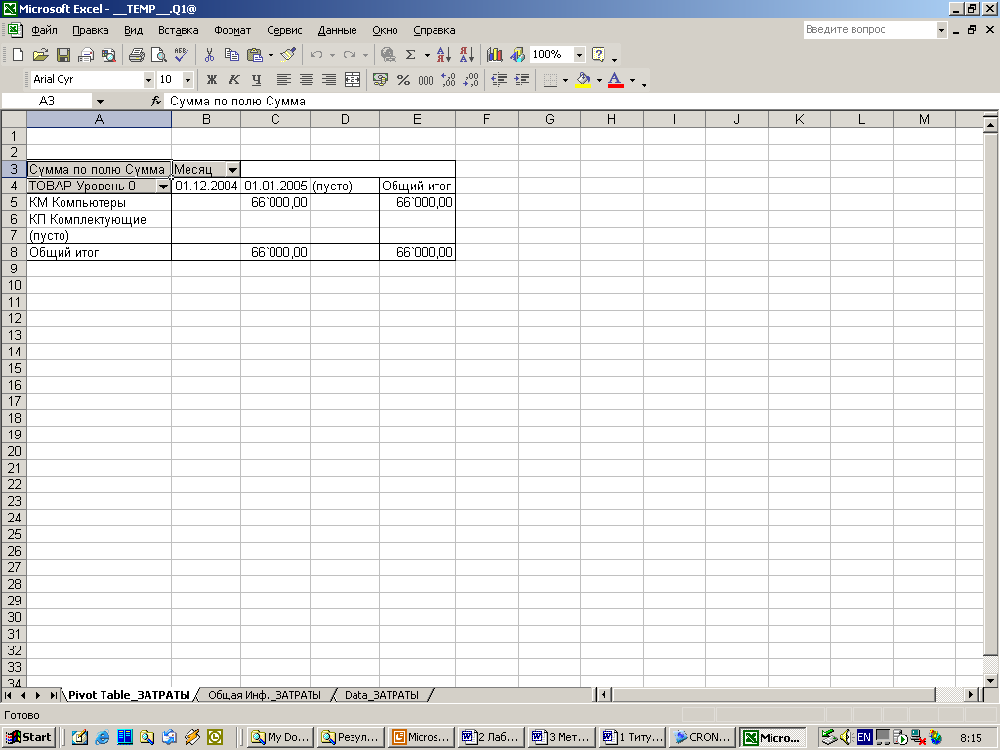 Microsoft Excel - __TEMP__.Q1@
Файл Правка Вид Вставка Формат Сервис Данные Окно Справка Введите вопрос
100%
Arial Cyr 10 Ж К Ч % 000
A3 fx Сумма по полю Сумма
A B C D E F G H I J K L M
1
2
3 Сумма по полю Сумма Месяц
4 ТОВАР Уровень 0 01.12.2004 01.01.2005 (пусто) Общий итог
5 КМ Компьютеры 66`000,00 66`000,00
6 КП Комплектующие
7 (пусто)
8 Общий итог 66`000,00 66`000,00
9
10
11
12
13
14
15
16
17
18
19
20
21
22
23
24
25
26
27
28
29
30
31
32
33
34
Pivot Table_ЗАТРАТЫ Общая Инф._ЗАТРАТЫ Data_ЗАТРАТЫ
Готово
Start My Do... Резул... Micros... 2 Лаб... 3 Мет... 1 Титу... CRON... Micro... EN 8:15